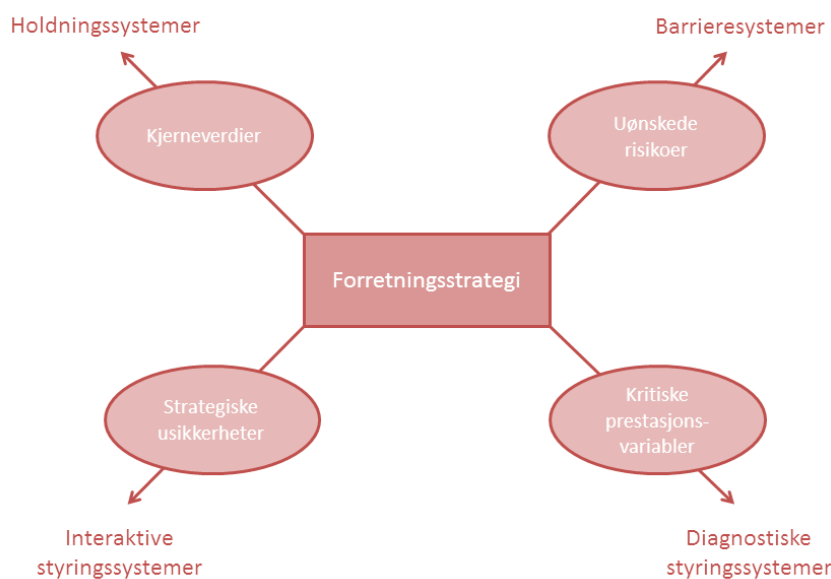 Holdningssystemer
Barrieresystemer
Kjerneverdier
Uønskede
risikoer
Forretningsstrategi
Strategiske
usikkerheter
Kritiske
prestasjons-
variabler
Interaktive
styringssystemer
Diagnostiske
styringssystemer